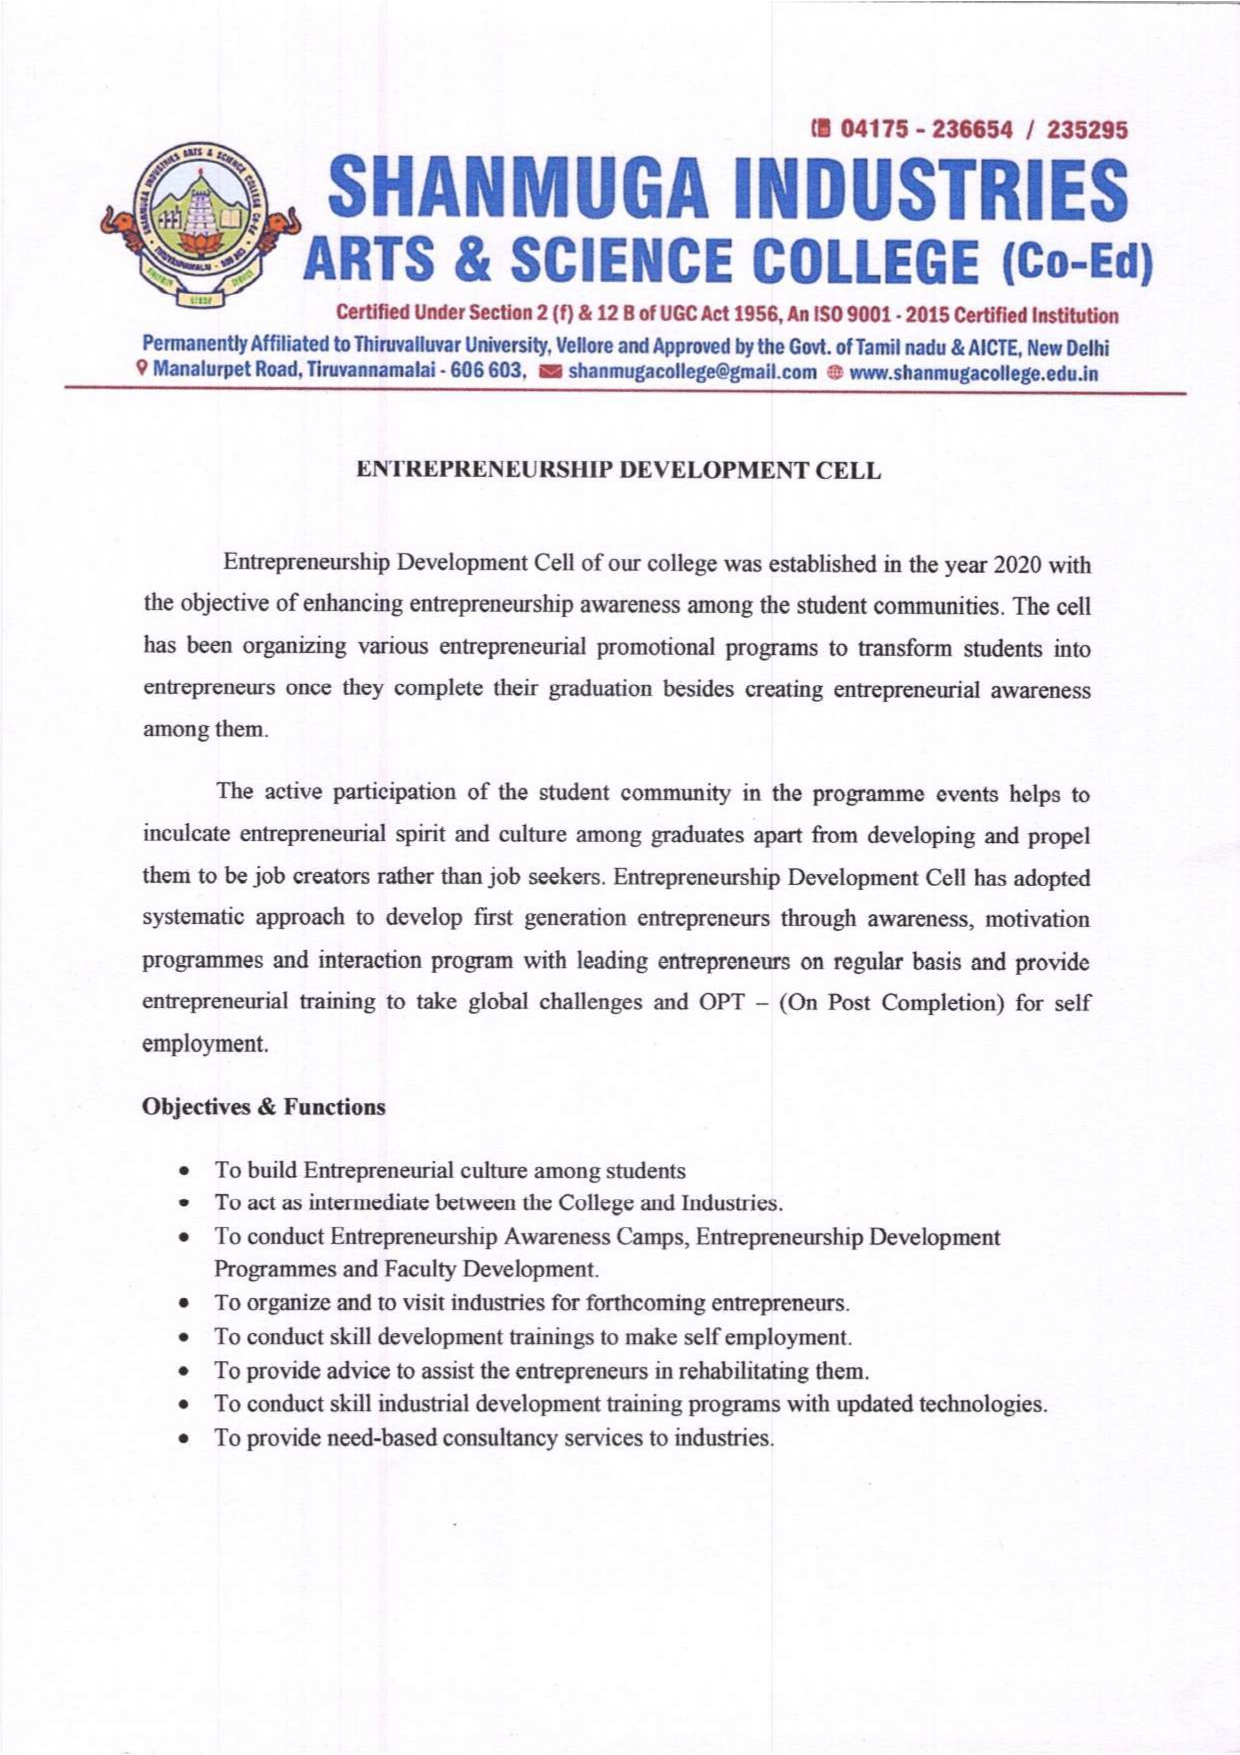 04175 - 236654 / 235295
SHANMUGA INDUSTRIES ARTS & SCIENCE COLLEGE CO-ED
TIRUVANNAMALAI - 606 603
STUDY
SERVICE
SHANMUGA INDUSTRIES
ARTS & SCIENCE COLLEGE (Co-Ed)
Certified Under Section 2 (f) & 12 B of UGC Act 1956, An ISO 9001 - 2015 Certified Institution
Permanently Affiliated to Thiruvalluvar University, Vellore and Approved by the Govt. of Tamil nadu & AICTE, New Delhi
Manalurpet Road, Tiruvannamalai - 606 603, shanmugacollege@gmail.com www.shanmugacollege.edu.in
ENTREPRENEURSHIP DEVELOPMENT CELL
Entrepreneurship Development Cell of our college was established in the year 2020 with
the objective of enhancing entrepreneurship awareness among the student communities. The cell
has been organizing various entrepreneurial promotional programs to transform students into
entrepreneurs once they complete their graduation besides creating entrepreneurial awareness
among them.
The active participation of the student community in the programme events helps to
inculcate entrepreneurial spirit and culture among graduates apart from developing and propel
them to be job creators rather than job seekers. Entrepreneurship Development Cell has adopted
systematic approach to develop first generation entrepreneurs through awareness, motivation
programmes and interaction program with leading entrepreneurs on regular basis and provide
entrepreneurial training to take global challenges and OPT – (On Post Completion) for self
employment.
Objectives & Functions
• To build Entrepreneurial culture among students
• To act as intermediate between the College and Industries.
• To conduct Entrepreneurship Awareness Camps, Entrepreneurship Development
Programmes and Faculty Development.
• To organize and to visit industries for forthcoming entrepreneurs.
• To conduct skill development trainings to make self employment.
• To provide advice to assist the entrepreneurs in rehabilitating them.
• To conduct skill industrial development training programs with updated technologies.
• To provide need-based consultancy services to industries.